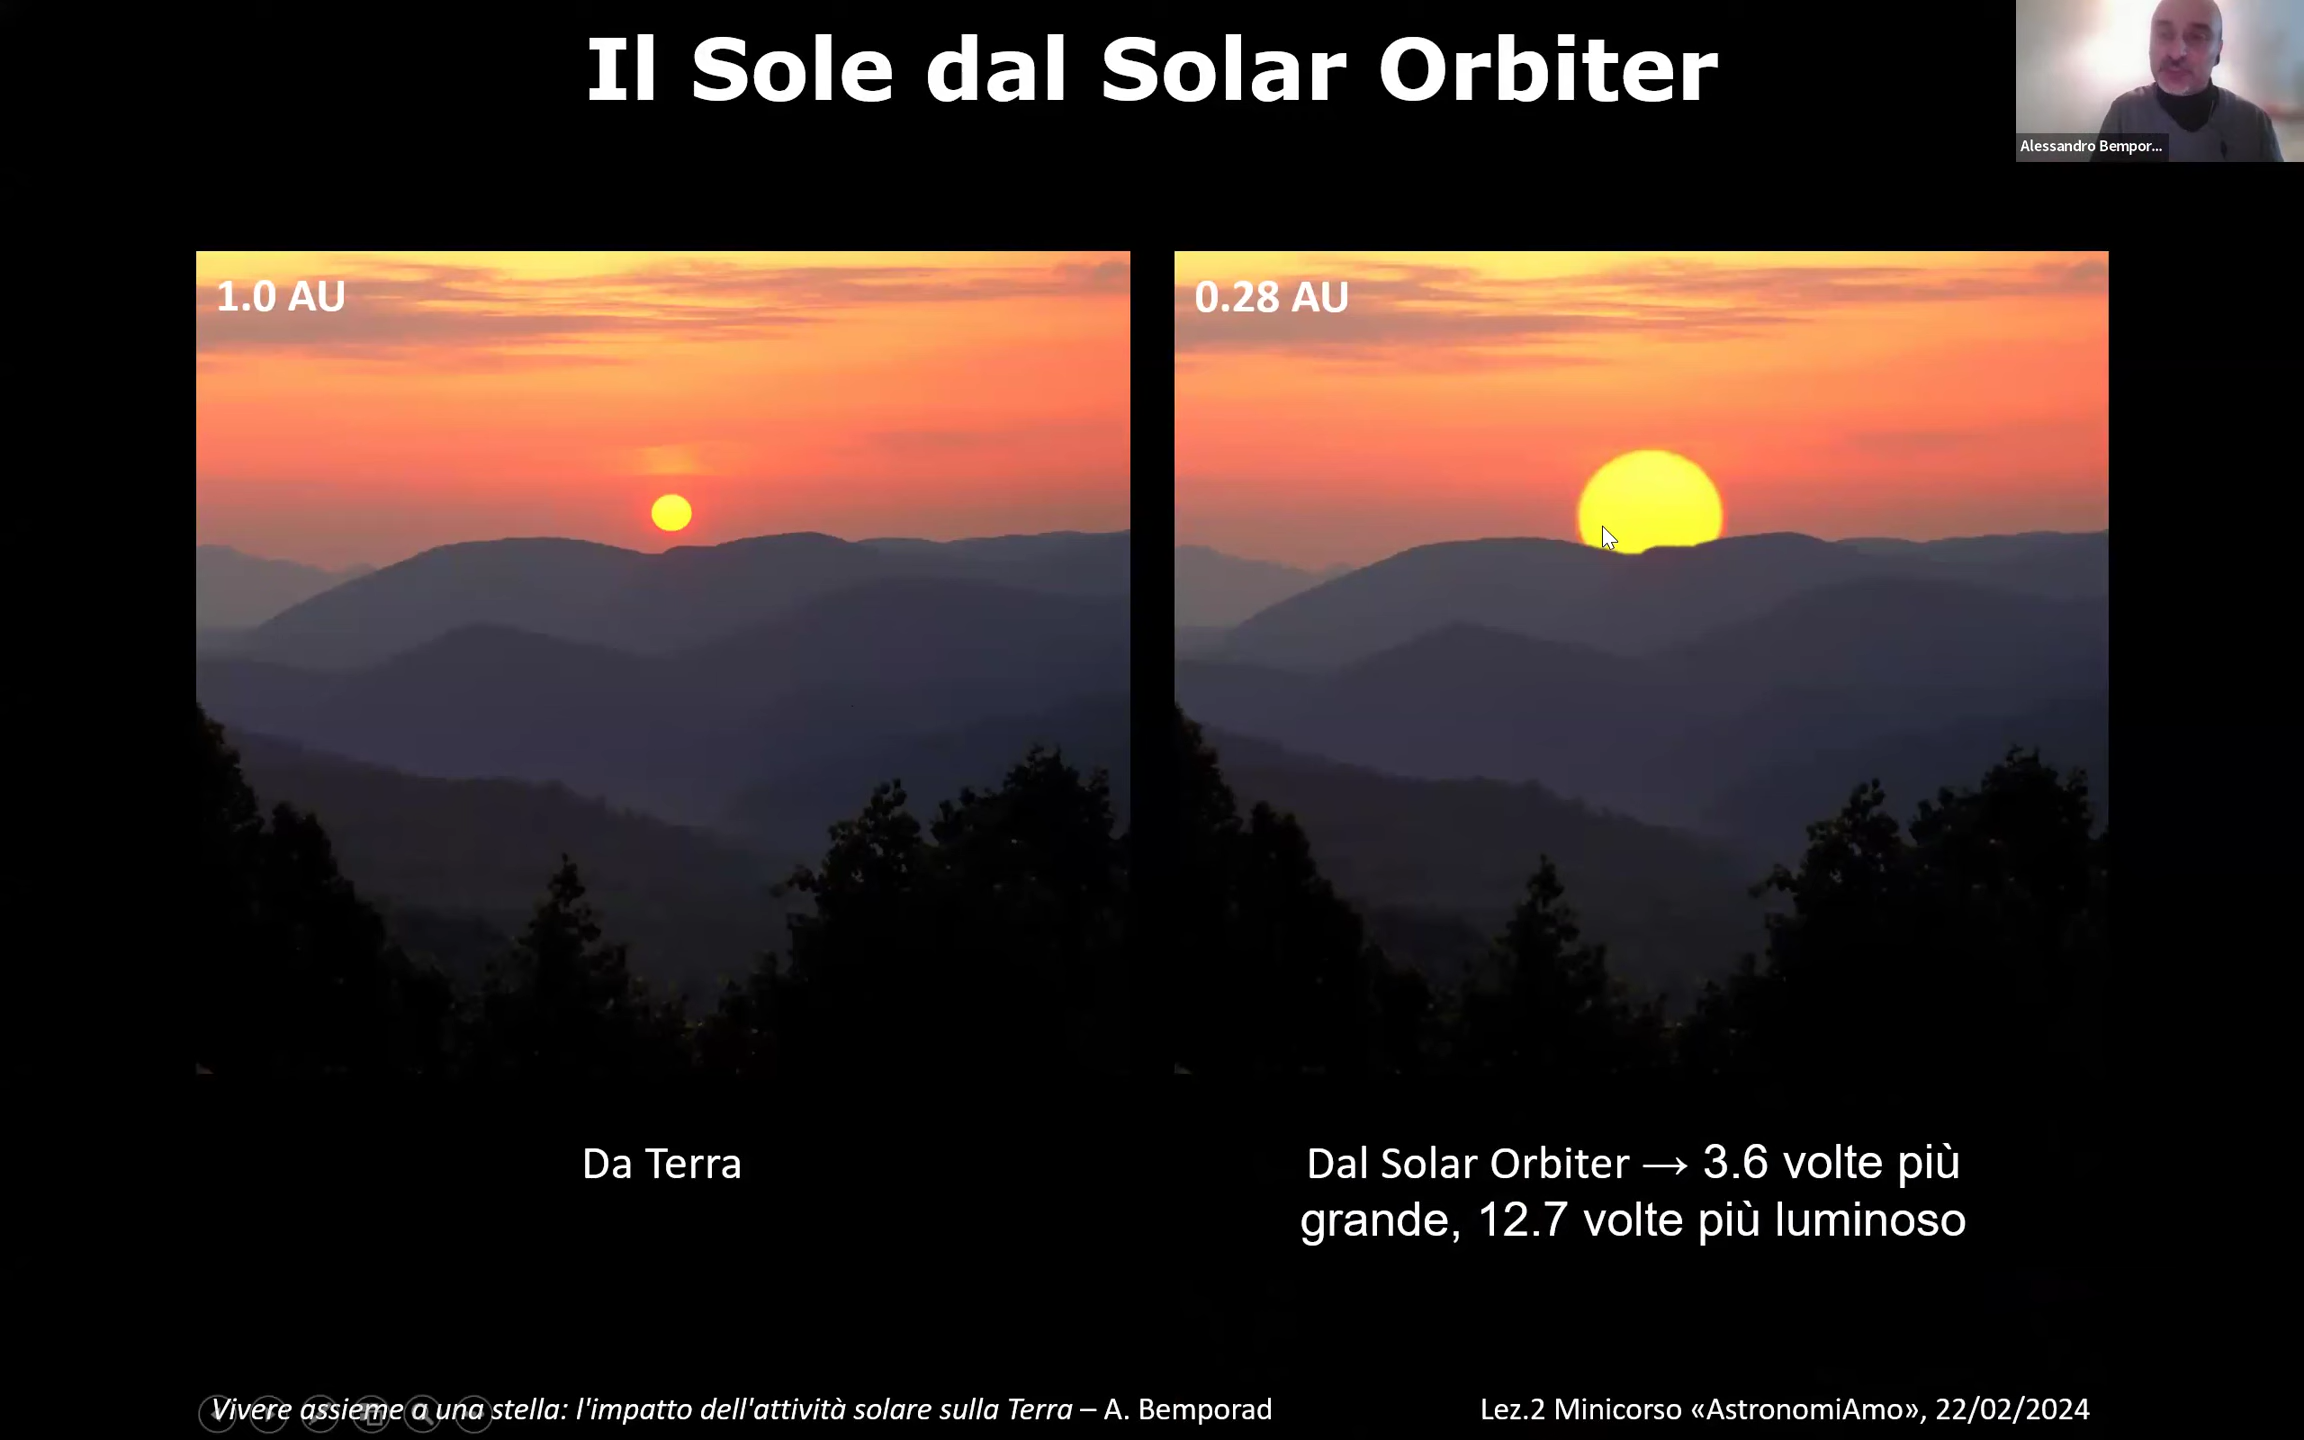 Il Sole dal Solar Orbiter
Alessandro Bempor...
1.0 AU
0.28 AU
Da Terra
Dal Solar Orbiter → 3.6 volte più
grande, 12.7 volte più luminoso
Vivere assieme a una stella: l'impatto dell'attività solare sulla Terra – A. Bemporad
Lez.2 Minicorso «AstronomiAmo», 22/02/2024